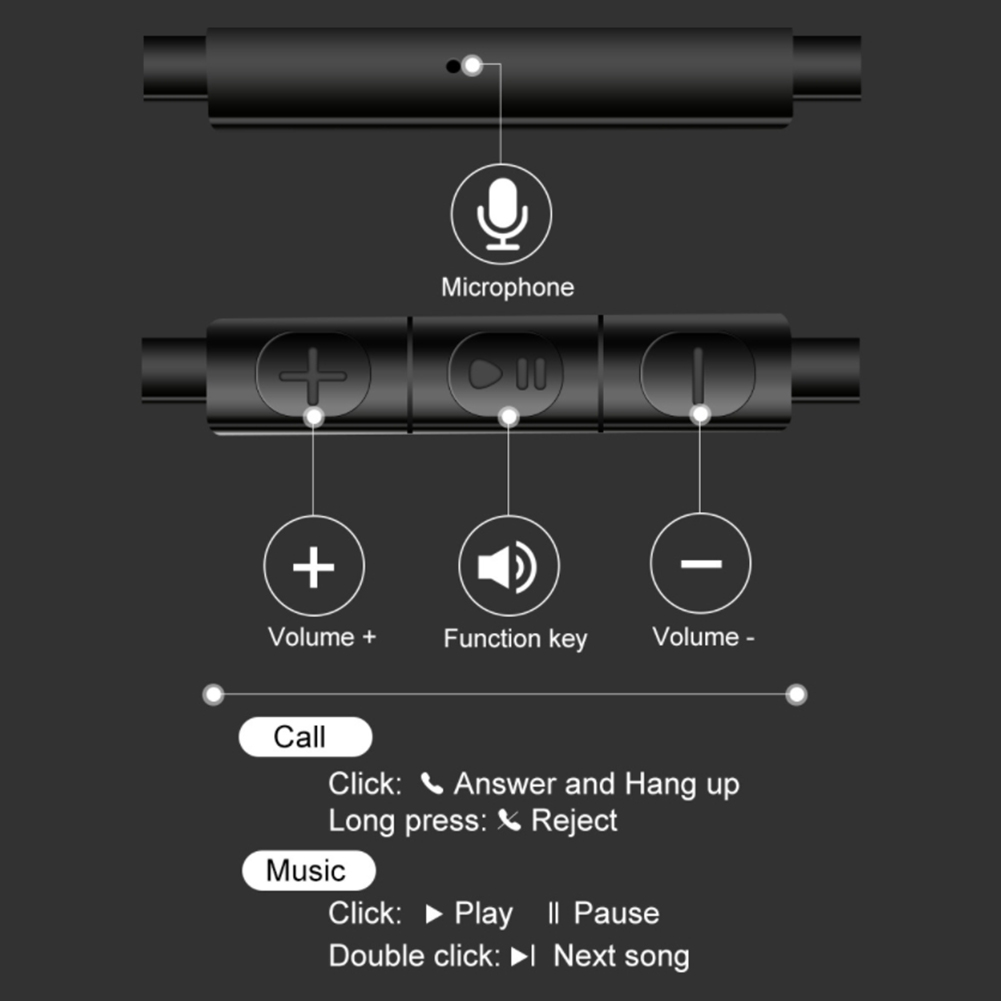 Microphone
Volume +
Function key
Volume -
Call
Click: Answer and Hang up
Long press: Reject
Music
Click: Play Pause
Double click: Next song